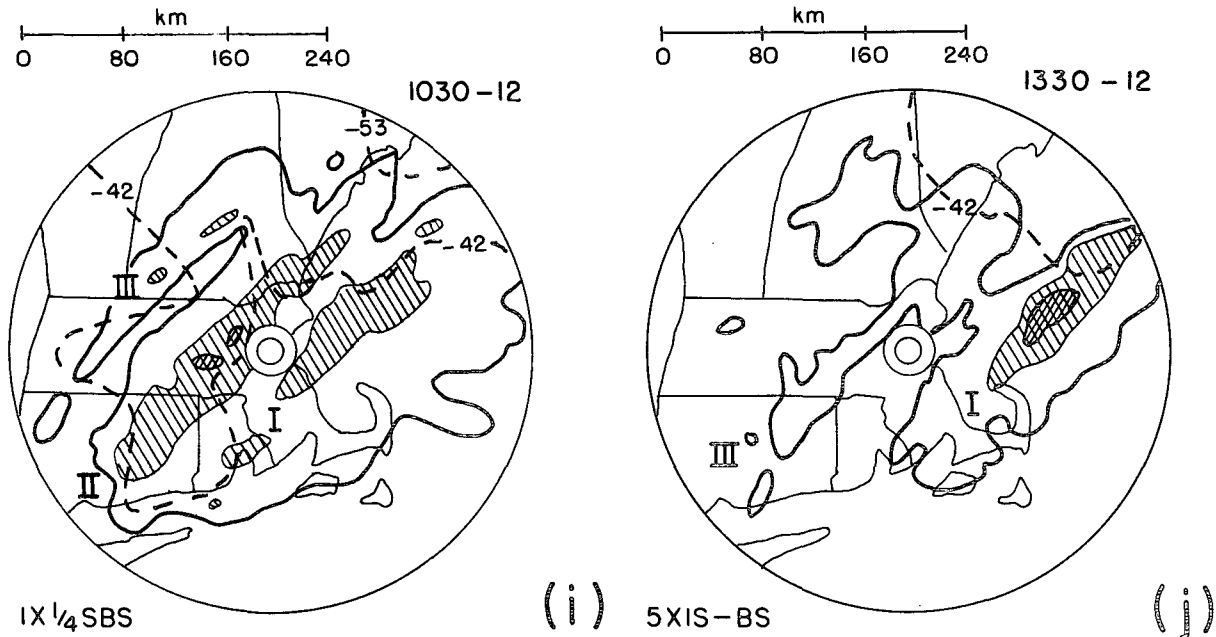 km
0 80 160 240
1030-12
-53
-42
-42
III
I
II
1X1/4SBS
(i)
km
0 80 160 240
1330-12
-42
I
III
5X1S-BS
(j)